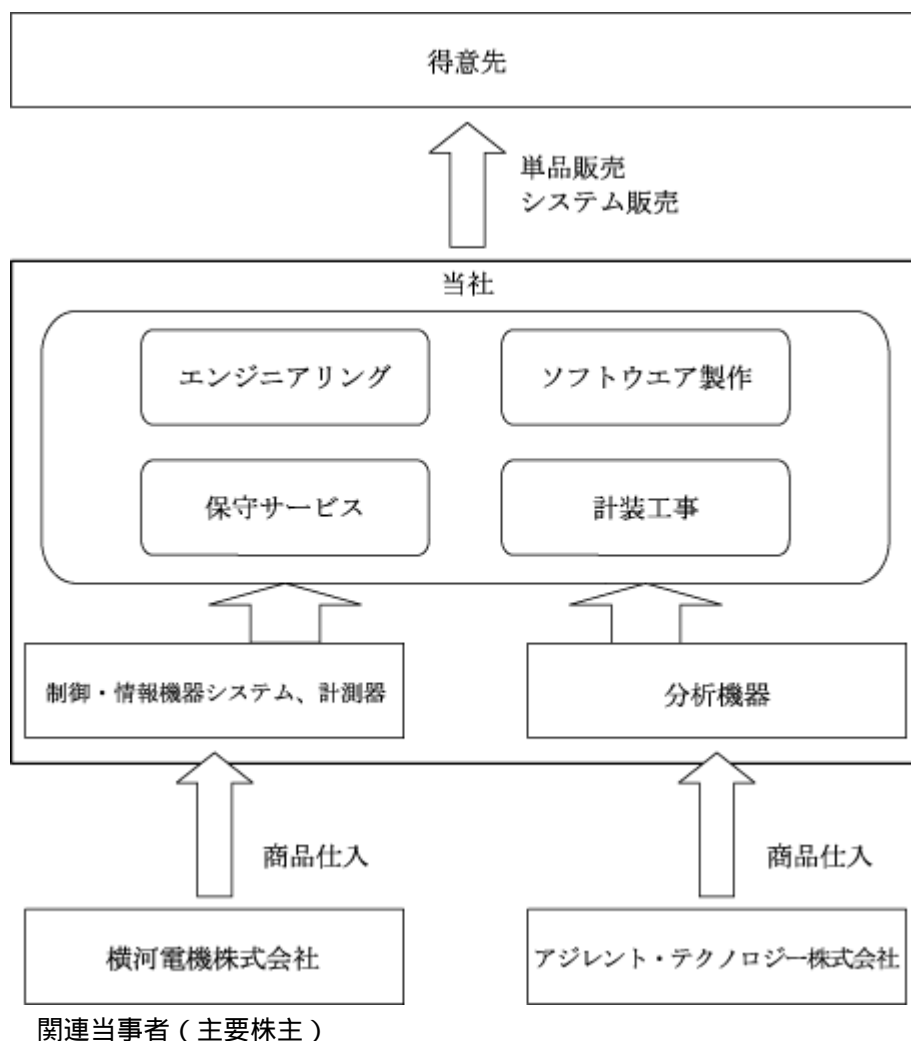 得意先
単品販売
システム販売
当社
エンジニアリング
ソフトウエア製作
保守サービス
計装工事
制御・情報機器システム、計測器
分析機器
商品仕入
商品仕入
横河電機株式会社
アジレント・テクノロジー株式会社
関連当事者（主要株主）